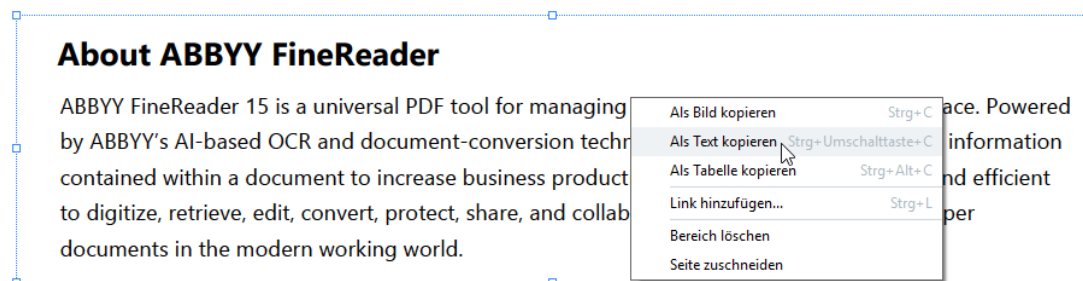 About ABBYY FineReader
ABBYY FineReader 15 is a universal PDF tool for managing ace. Powered
by ABBYY’s AI-based OCR and document-conversion techn information
contained within a document to increase business product nd efficient
to digitize, retrieve, edit, convert, protect, share, and collab per
documents in the modern working world.
Als Bild kopieren Strg+C
Als Text kopieren Strg+Umschalttaste+C
Als Tabelle kopieren Strg+Alt+C
Link hinzufügen... Strg+L
Bereich löschen
Seite zuschneiden